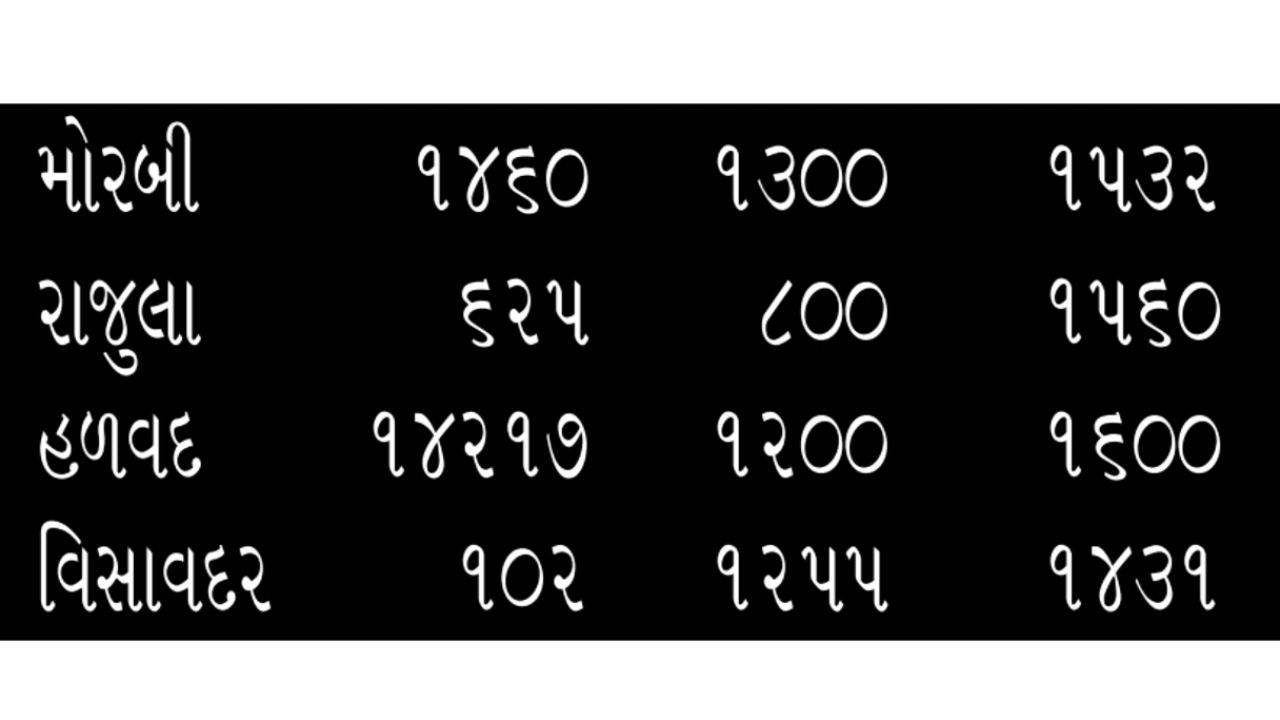 મોરબી ૧૪૬૦ ૧૩૦૦ ૧૫૩૨
રાજુલા ૬૨૫ ૮૦૦ ૧૫૬૦
હળવદ ૧૪૨૧૭ ૧૨૦૦ ૧૬૦૦
વિસાવદર ૧૦૨ ૧૨૫૫ ૧૪૩૧